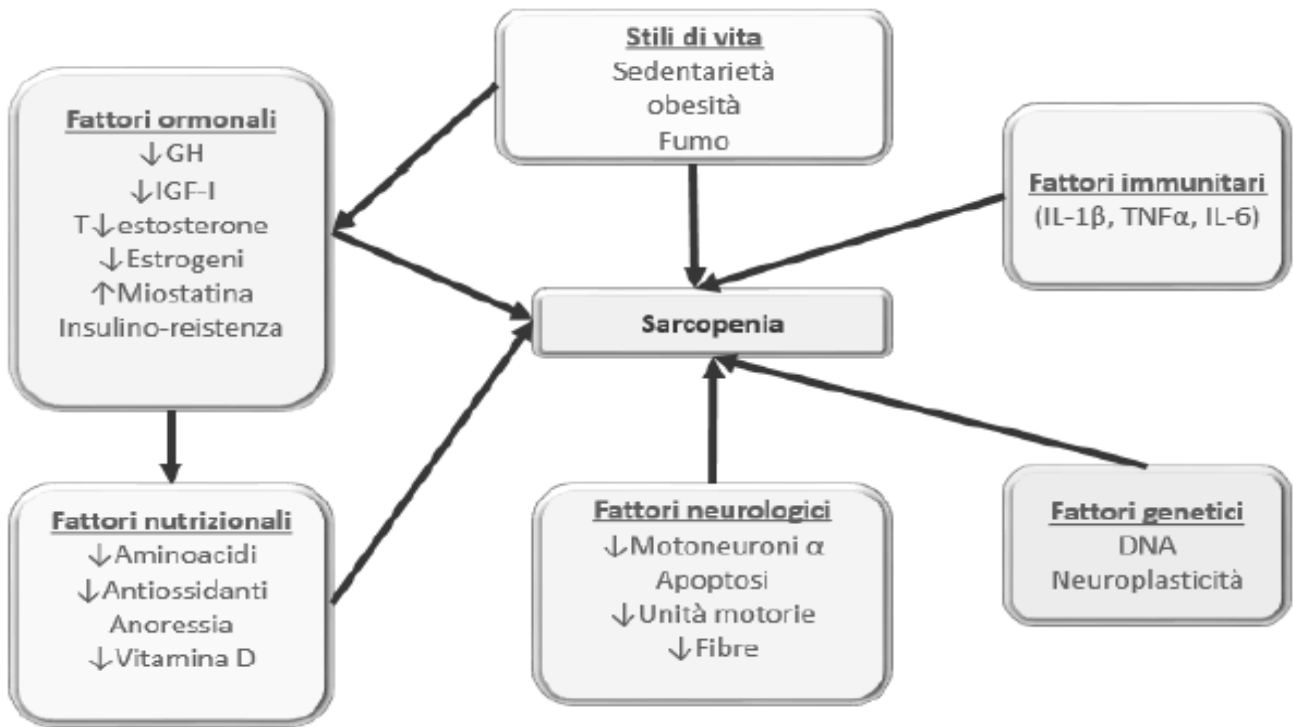 Stili di vita
Sedentarietà
obesità
Fumo
Fattori ormonali
↓GH
↓IGF-I
T↓estosterone
↓Estrogeni
↑Miostatina
Insulino-reistenza
Fattori immunitari
(IL-1β, TNFα, IL-6)
Sarcopenia
Fattori nutrizionali
↓Aminoacidi
↓Antiossidanti
Anoressia
↓Vitamina D
Fattori neurologici
↓Motoneuroni α
Apoptosi
↓Unità motorie
↓Fibre
Fattori genetici
DNA
Neuroplasticità